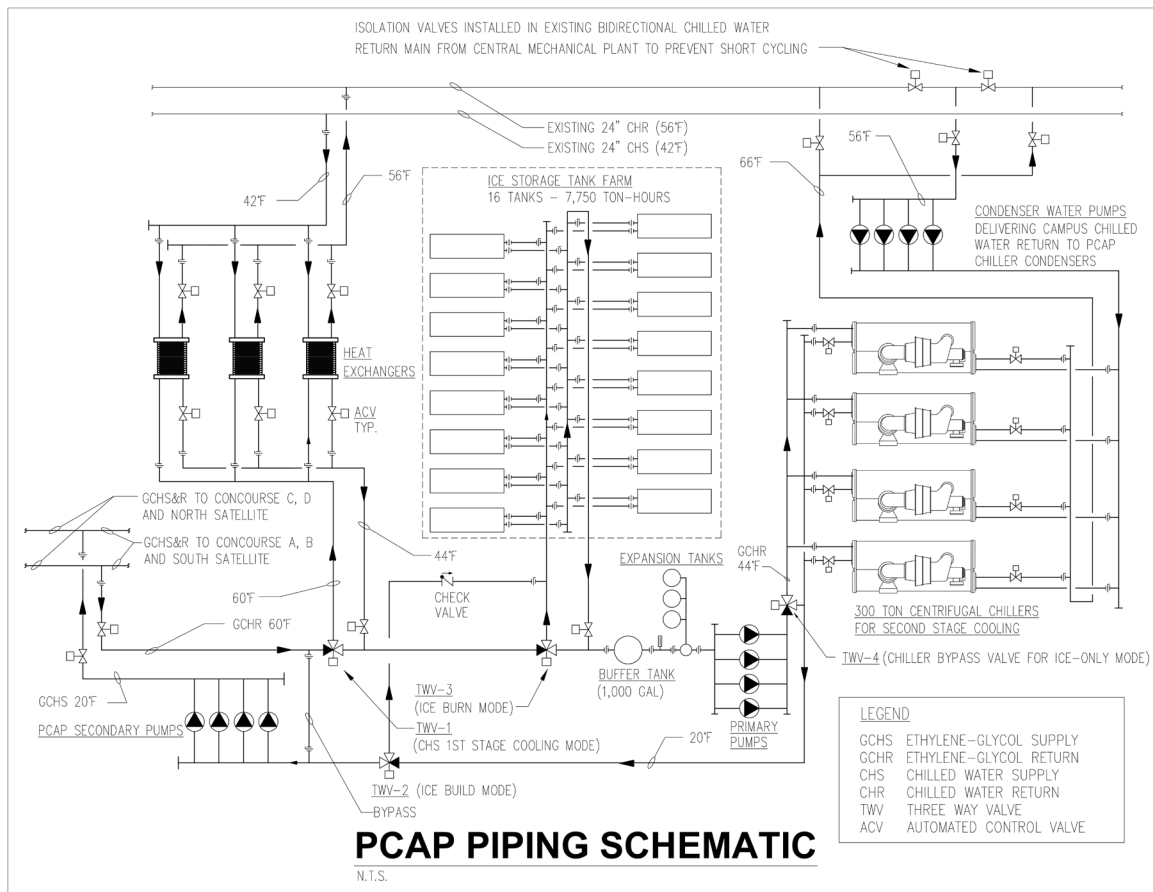 ISOLATION VALVES INSTALLED IN EXISTING BIDIRECTIONAL CHILLED WATER
RETURN MAIN FROM CENTRAL MECHANICAL PLANT TO PREVENT SHORT CYCLING
EXISTING 24" CHR (56°F)
EXISTING 24" CHS (42°F)
42°F
56°F
ICE STORAGE TANK FARM
16 TANKS - 7,750 TON-HOURS
66°F
56°F
CONDENSER WATER PUMPS
DELIVERING CAMPUS CHILLED
WATER RETURN TO PCAP
CHILLER CONDENSERS
HEAT
EXCHANGERS
ACV
TYP.
GCHS&R TO CONCOURSE C, D
AND NORTH SATELLITE
GCHS&R TO CONCOURSE A, B
AND SOUTH SATELLITE
44°F
60°F
GCHR 60°F
CHECK
VALVE
EXPANSION TANKS
GCHR
44°F
300 TON CENTRIFUGAL CHILLERS
FOR SECOND STAGE COOLING
TWV-4 (CHILLER BYPASS VALVE FOR ICE-ONLY MODE)
BUFFER TANK
(1,000 GAL)
GCHS 20°F
PCAP SECONDARY PUMPS
TWV-3
(ICE BURN MODE)
TWV-1
(CHS 1ST STAGE COOLING MODE)
PRIMARY
PUMPS
20°F
TWV-2 (ICE BUILD MODE)
BYPASS
LEGEND
GCHS ETHYLENE-GLYCOL SUPPLY
GCHR ETHYLENE-GLYCOL RETURN
CHS CHILLED WATER SUPPLY
CHR CHILLED WATER RETURN
TWV THREE WAY VALVE
ACV AUTOMATED CONTROL VALVE
PCAP PIPING SCHEMATIC
N.T.S.